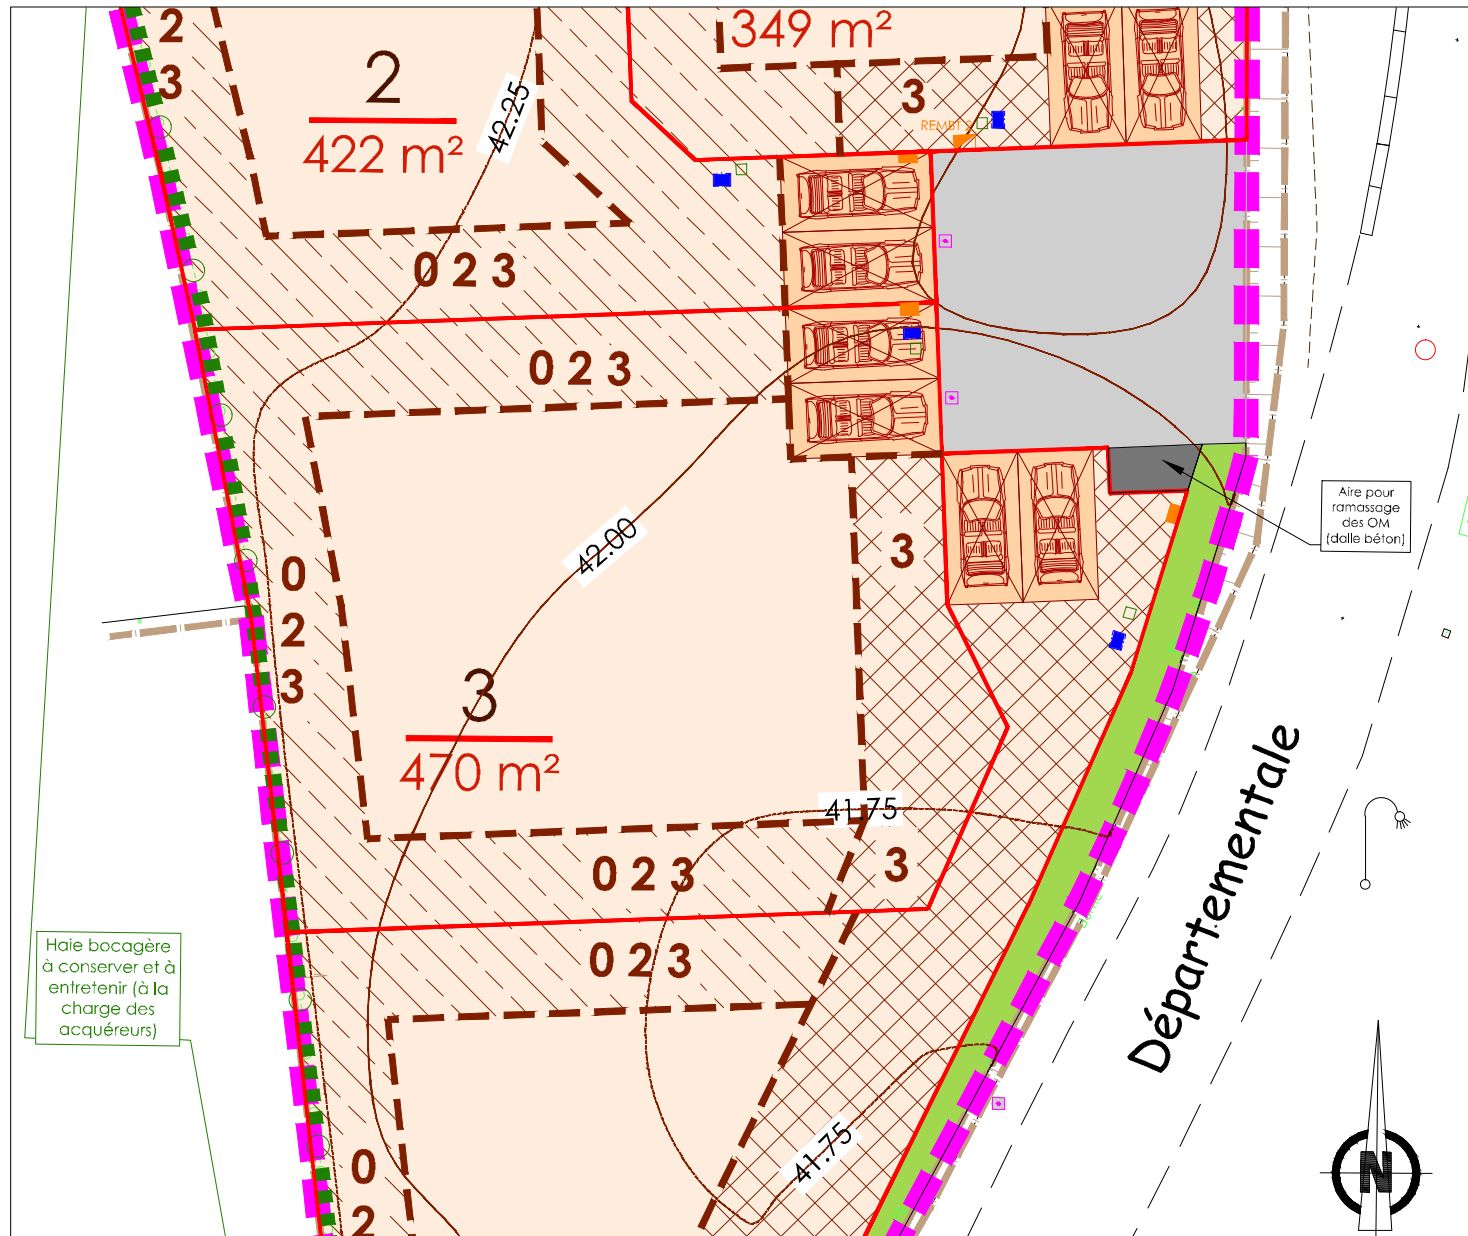 349 m²
2
3
2
422 m²
42.25
3
REMBT S
0 2 3
0 2 3
42.00
3
0
2
3
Aire pour
ramassage
des OM
(dalle béton)
3
470 m²
41.75
0 2 3
3
0 2 3
Départementale
Haie bocagère
à conserver et à
entretenir (à la
charge des
acquéreurs)
41.75
0
2
N